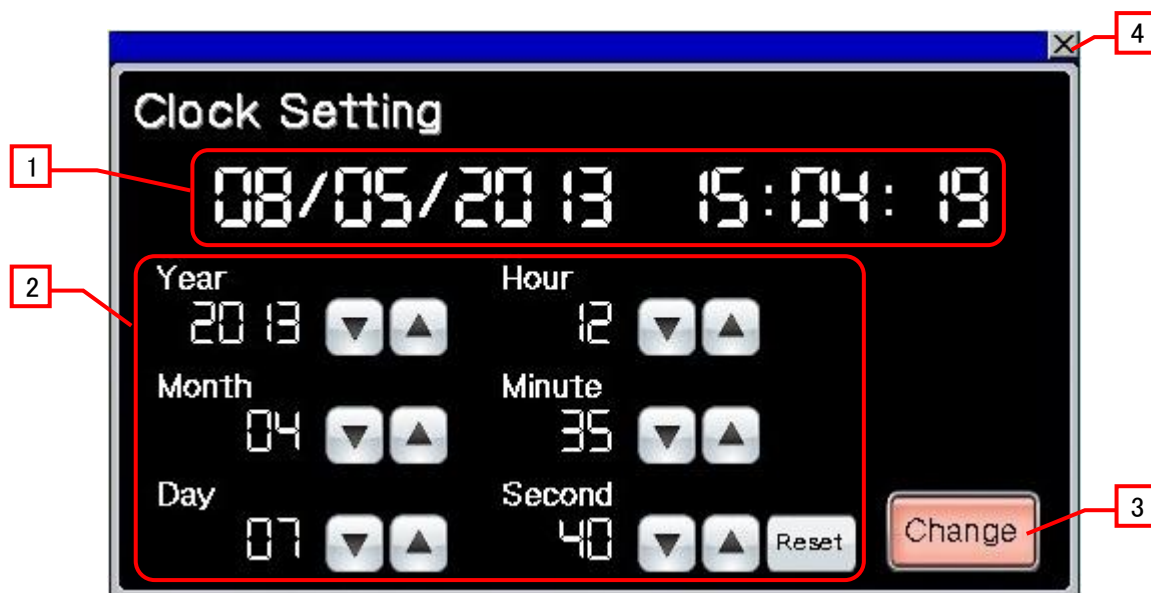 4
Clock Setting
1
08/05/2013 15:04:19
2
Year Hour
2013 ▼ ▲ 12 ▼ ▲
Month Minute
04 ▼ ▲ 35 ▼ ▲
Day Second
07 ▼ ▲ 40 ▼ ▲ Reset
Change
3